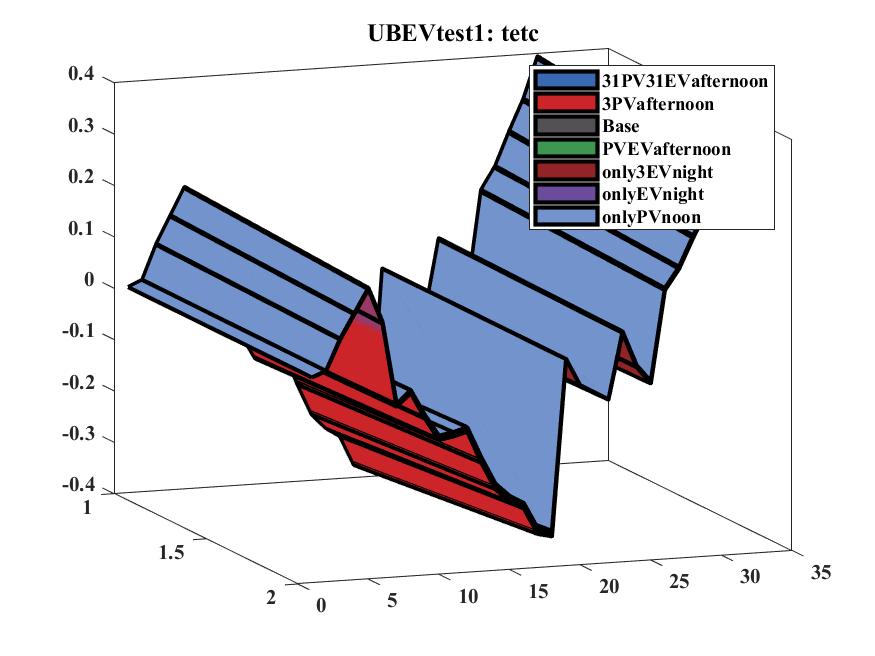 UBEVtest1: tetc
0.4
0.3
0.2
0.1
0
-0.1
-0.2
-0.3
-0.4
31PV31EVafternoon
3PVafternoon
Base
PVEVafternoon
only3EVnight
onlyEVnight
onlyPVnoon
1
1.5
2
0
5
10
15
20
25
30
35